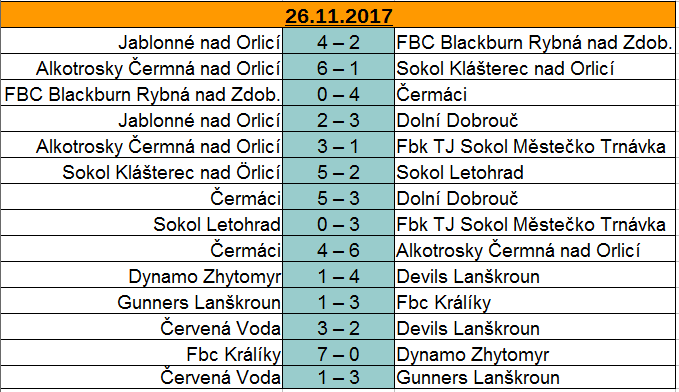 26.11.2017
Jablonné nad Orlicí 4 – 2 FBC Blackburn Rybná nad Zdob.
Alkotrosky Čermná nad Orlicí 6 – 1 Sokol Klášterec nad Orlicí
FBC Blackburn Rybná nad Zdob. 0 – 4 Čermáci
Jablonné nad Orlicí 2 – 3 Dolní Dobrouč
Alkotrosky Čermná nad Orlicí 3 – 1 Fbk TJ Sokol Městečko Trnávka
Sokol Klášterec nad Örlicí 5 – 2 Sokol Letohrad
Čermáci 5 – 3 Dolní Dobrouč
Sokol Letohrad 0 – 3 Fbk TJ Sokol Městečko Trnávka
Čermáci 4 – 6 Alkotrosky Čermná nad Orlicí
Dynamo Zhytomyr 1 – 4 Devils Lanškroun
Gunners Lanškroun 1 – 3 Fbc Králíky
Červená Voda 3 – 2 Devils Lanškroun
Fbc Králíky 7 – 0 Dynamo Zhytomyr
Červená Voda 1 – 3 Gunners Lanškroun